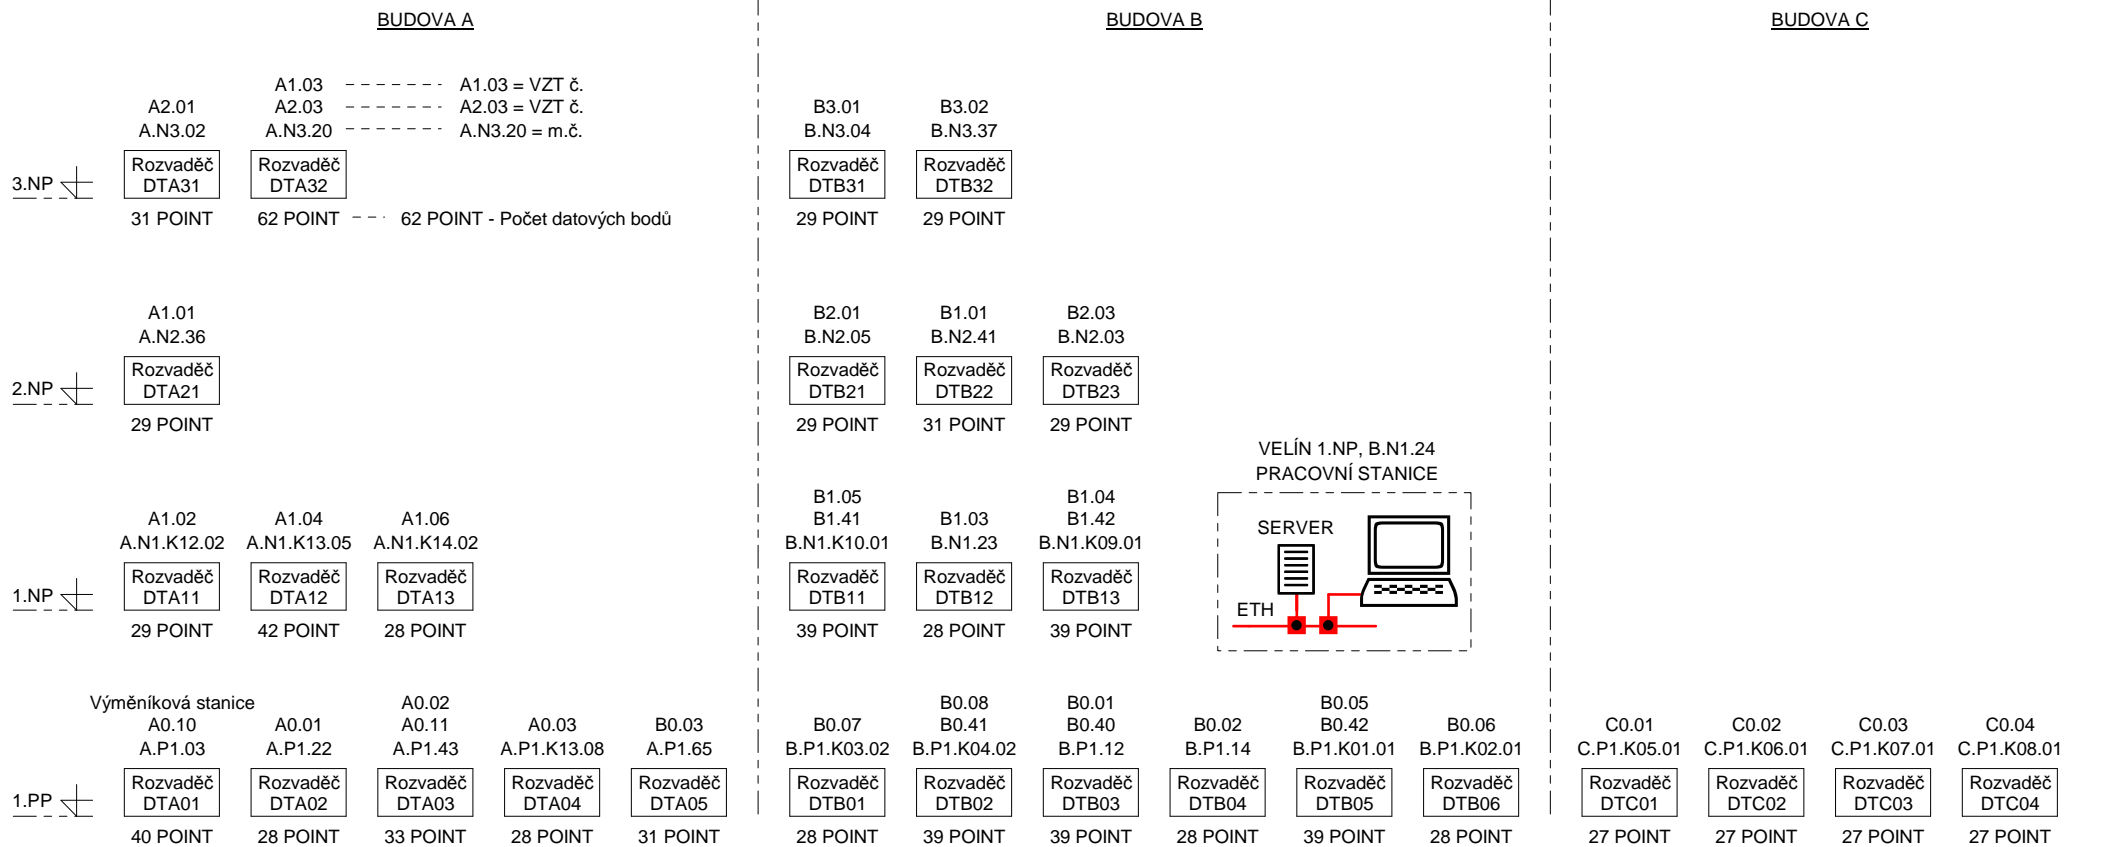 BUDOVA A
BUDOVA B
BUDOVA C
A1.03
A1.03 = VZT č.
A2.01
A2.03
A2.03 = VZT č.
B3.01
B3.02
A.N3.02
A.N3.20
A.N3.20 = m.č.
B.N3.04
B.N3.37
3.NP
Rozvaděč
DTA31
Rozvaděč
DTA32
Rozvaděč
DTB31
Rozvaděč
DTB32
31 POINT
62 POINT
62 POINT - Počet datových bodů
29 POINT
29 POINT
A1.01
B2.01
B1.01
B2.03
A.N2.36
B.N2.05
B.N2.41
B.N2.03
2.NP
Rozvaděč
DTA21
Rozvaděč
DTB21
Rozvaděč
DTB22
Rozvaděč
DTB23
29 POINT
29 POINT
31 POINT
29 POINT
VELÍN 1.NP, B.N1.24
PRACOVNÍ STANICE
SERVER
ETH
B1.05
B1.04
A1.02
A1.04
A1.06
B1.41
B1.03
B1.42
A.N1.K12.02
A.N1.K13.05
A.N1.K14.02
B.N1.K10.01
B.N1.23
B.N1.K09.01
1.NP
Rozvaděč
DTA11
Rozvaděč
DTA12
Rozvaděč
DTA13
Rozvaděč
DTB11
Rozvaděč
DTB12
Rozvaděč
DTB13
29 POINT
42 POINT
28 POINT
39 POINT
28 POINT
39 POINT
Výměníková stanice
A0.02
B0.08
B0.01
B0.05
A0.10
A0.01
A0.11
A0.03
B0.03
B0.07
B0.41
B0.40
B0.02
B0.42
B0.06
C0.01
C0.02
C0.03
C0.04
A.P1.03
A.P1.22
A.P1.43
A.P1.K13.08
A.P1.65
B.P1.K03.02
B.P1.K04.02
B.P1.12
B.P1.14
B.P1.K01.01
B.P1.K02.01
C.P1.K05.01
C.P1.K06.01
C.P1.K07.01
C.P1.K08.01
1.PP
Rozvaděč
DTA01
Rozvaděč
DTA02
Rozvaděč
DTA03
Rozvaděč
DTA04
Rozvaděč
DTA05
Rozvaděč
DTB01
Rozvaděč
DTB02
Rozvaděč
DTB03
Rozvaděč
DTB04
Rozvaděč
DTB05
Rozvaděč
DTB06
Rozvaděč
DTC01
Rozvaděč
DTC02
Rozvaděč
DTC03
Rozvaděč
DTC04
40 POINT
28 POINT
33 POINT
28 POINT
31 POINT
28 POINT
39 POINT
39 POINT
28 POINT
39 POINT
28 POINT
27 POINT
27 POINT
27 POINT
27 POINT